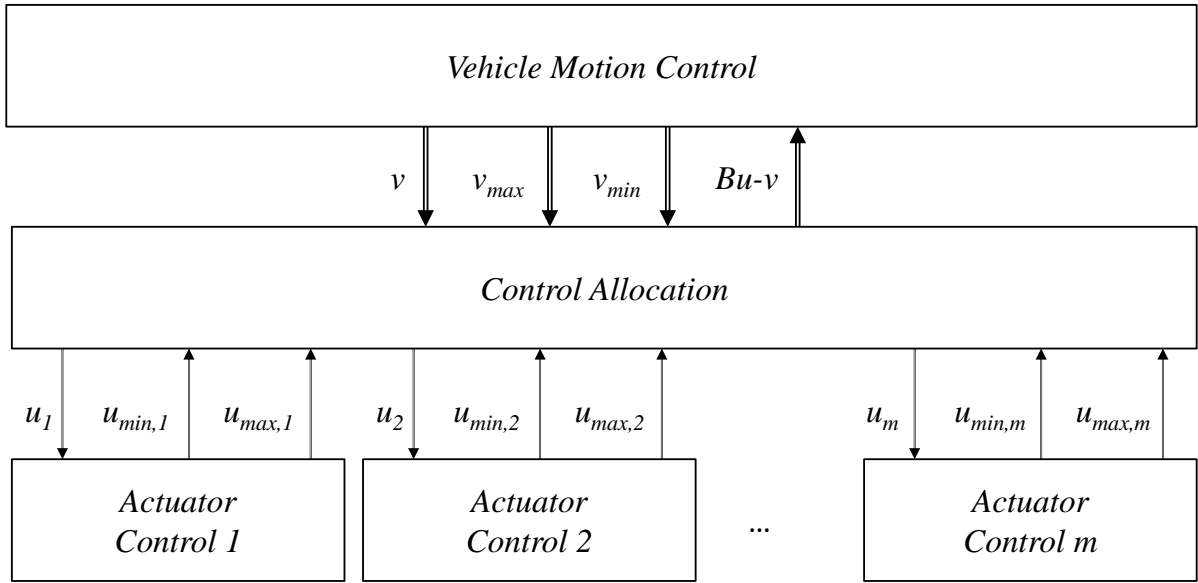 Vehicle Motion Control
v v_max v_min Bu-v
Control Allocation
u_1 u_min,1 u_max,1 u_2 u_min,2 u_max,2 u_m u_min,m u_max,m
Actuator Actuator Actuator
Control 1 Control 2 ... Control m